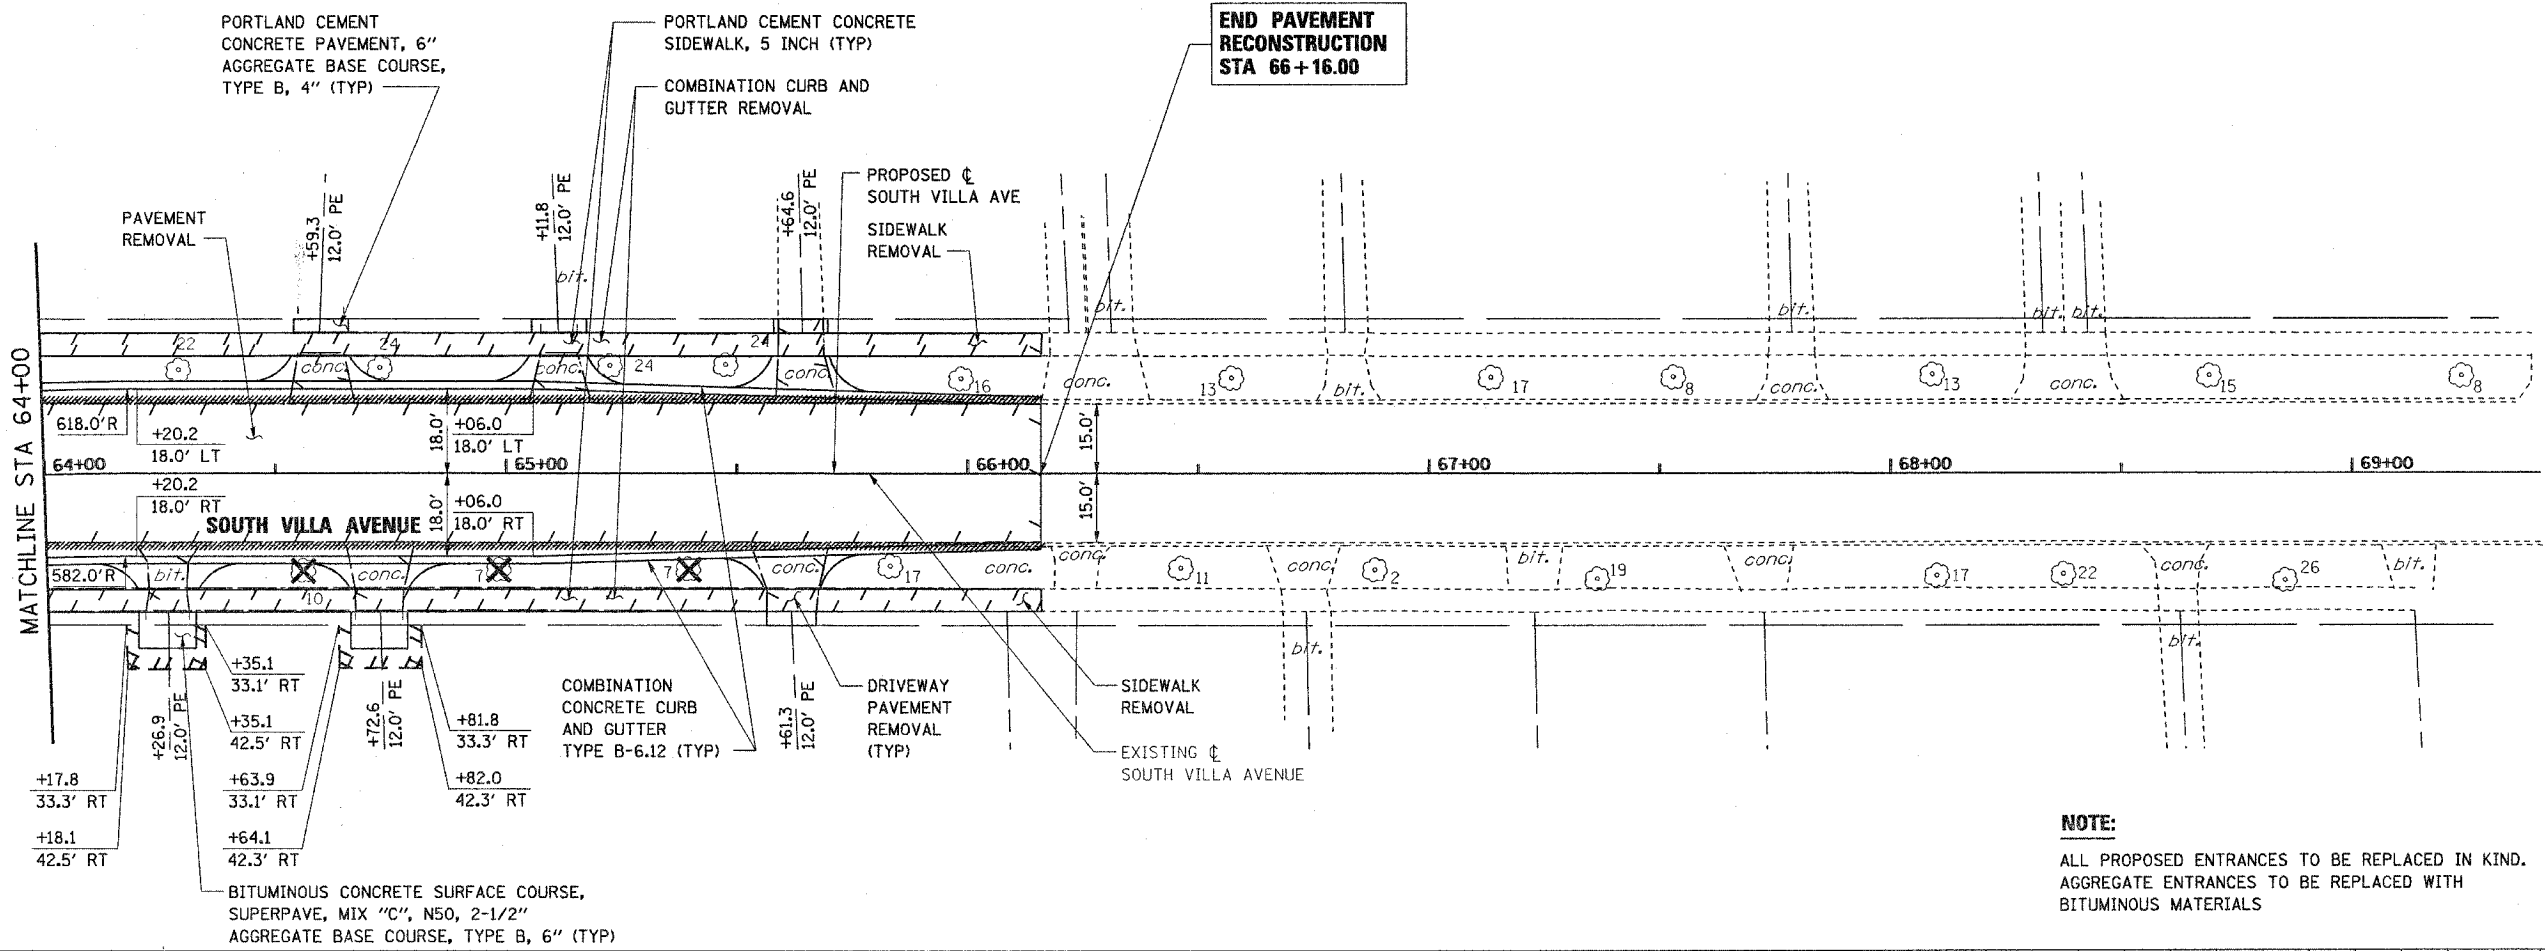 PORTLAND CEMENT
CONCRETE PAVEMENT, 6"
AGGREGATE BASE COURSE,
TYPE B, 4" (TYP)
PORTLAND CEMENT CONCRETE
SIDEWALK, 5 INCH (TYP)
COMBINATION CURB AND
GUTTER REMOVAL
END PAVEMENT
RECONSTRUCTION
STA 66+16.00
PAVEMENT
REMOVAL
+59.3
12.0' PE
+11.8
12.0' PE
+64.6
12.0' PE
PROPOSED ℄
SOUTH VILLA AVE
SIDEWALK
REMOVAL
bit.
bit.
bit.
bit.
bit.
22
24
24
24
conc.
conc.
conc.
16
conc.
13
bit.
17
8
conc.
13
conc.
15
8
MATCHLINE STA 64+00
618.0'R
+20.2
18.0' LT
18.0'
+06.0
18.0' LT
15.0'
64+00
65+00
66+00
67+00
68+00
69+00
+20.2
18.0' RT
SOUTH VILLA AVENUE
18.0'
+06.0
18.0' RT
15.0'
582.0'R
bit.
conc.
7
7
conc.
17
conc.
conc.
11
conc.
2
bit.
19
conc.
17
22
conc.
26
bit.
10
bit.
bit.
+35.1
33.1' RT
+35.1
42.5' RT
+26.9
12.0' PE
+72.6
12.0' PE
+81.8
33.3' RT
+82.0
42.3' RT
+17.8
33.3' RT
+18.1
42.5' RT
+63.9
33.1' RT
+64.1
42.3' RT
COMBINATION
CONCRETE CURB
AND GUTTER
TYPE B-6.12 (TYP)
+61.3
12.0' PE
DRIVEWAY
PAVEMENT
REMOVAL
(TYP)
SIDEWALK
REMOVAL
EXISTING ℄
SOUTH VILLA AVENUE
BITUMINOUS CONCRETE SURFACE COURSE,
SUPERPAVE, MIX "C", N50, 2-1/2"
AGGREGATE BASE COURSE, TYPE B, 6" (TYP)
NOTE:
ALL PROPOSED ENTRANCES TO BE REPLACED IN KIND.
AGGREGATE ENTRANCES TO BE REPLACED WITH
BITUMINOUS MATERIALS